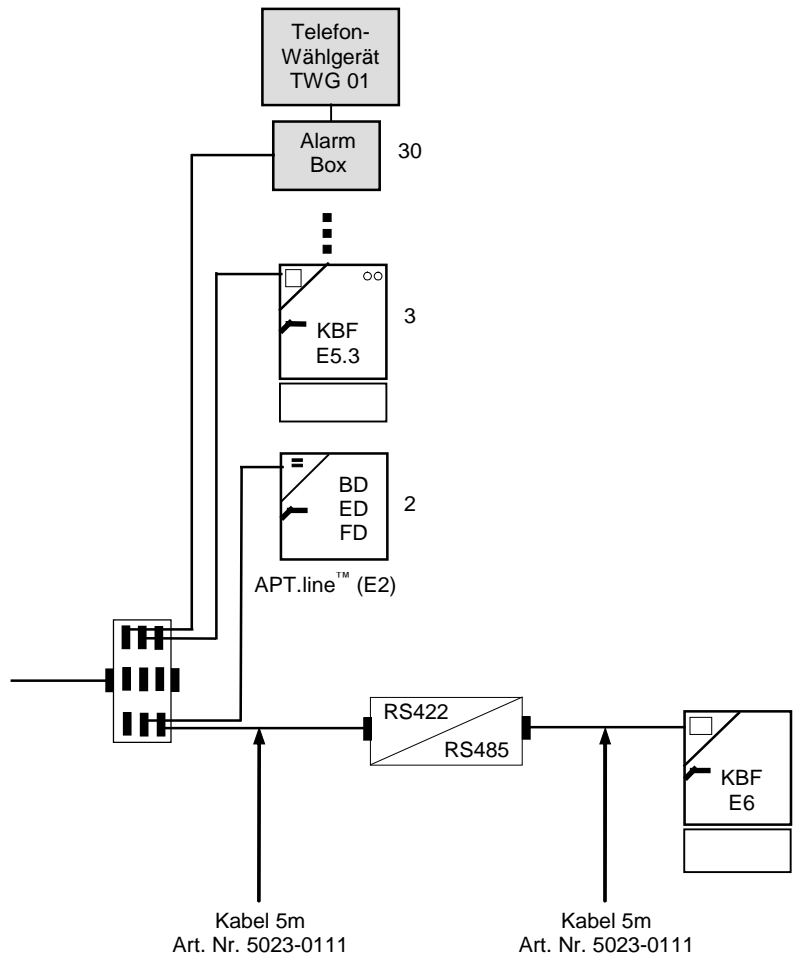 Telefon-
Wählgerät
TWG 01
Alarm
Box
30
KBF
E5.3
3
BD
ED
FD
2
APT.line™ (E2)
RS422
RS485
KBF
E6
Kabel 5m
Art. Nr. 5023-0111
Kabel 5m
Art. Nr. 5023-0111